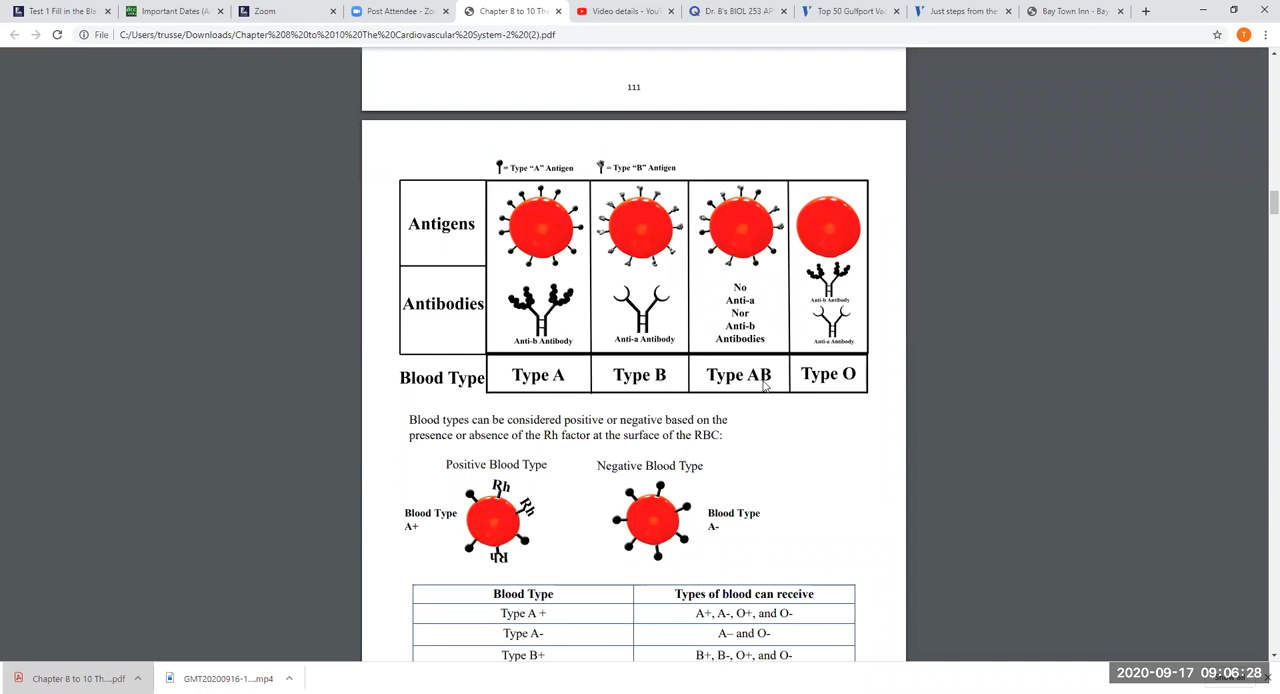 Test 1 Fill in the Bla
Important Dates (A
Zoom
Post Attendee - Zo
Chapter 8 to 10 Th
Video details - You
Dr. B's BIOL 253 AP
Top 50 Gulfport Va
Just steps from the
Bay Town Inn - Bay
File
C:/Users/trusse/Downloads/Chapter%208%20to%2010%20The%20Cardiovascular%20System-2%20(2).pdf
T
111
= Type "A" Antigen
= Type "B" Antigen
Antigens
Antibodies
Anti-b Antibody
Anti-a Antibody
No
Anti-a
Nor
Anti-b
Antibodies
Anti-b Antibody
Anti-a Antibody
Blood Type
Type A
Type B
Type AB
Type O
Blood types can be considered positive or negative based on the
presence or absence of the Rh factor at the surface of the RBC:
Positive Blood Type
Negative Blood Type
Rh
Rh
Rh
Blood Type
A+
Blood Type
A-
Blood Type
Types of blood can receive
Type A +
A+, A-, O+, and O-
Type A-
A– and O-
Type B+
B+, B-, O+, and O-
Chapter 8 to 10 Th....pdf
GMT20200916-1....mp4
2020-09-17 09:06:28